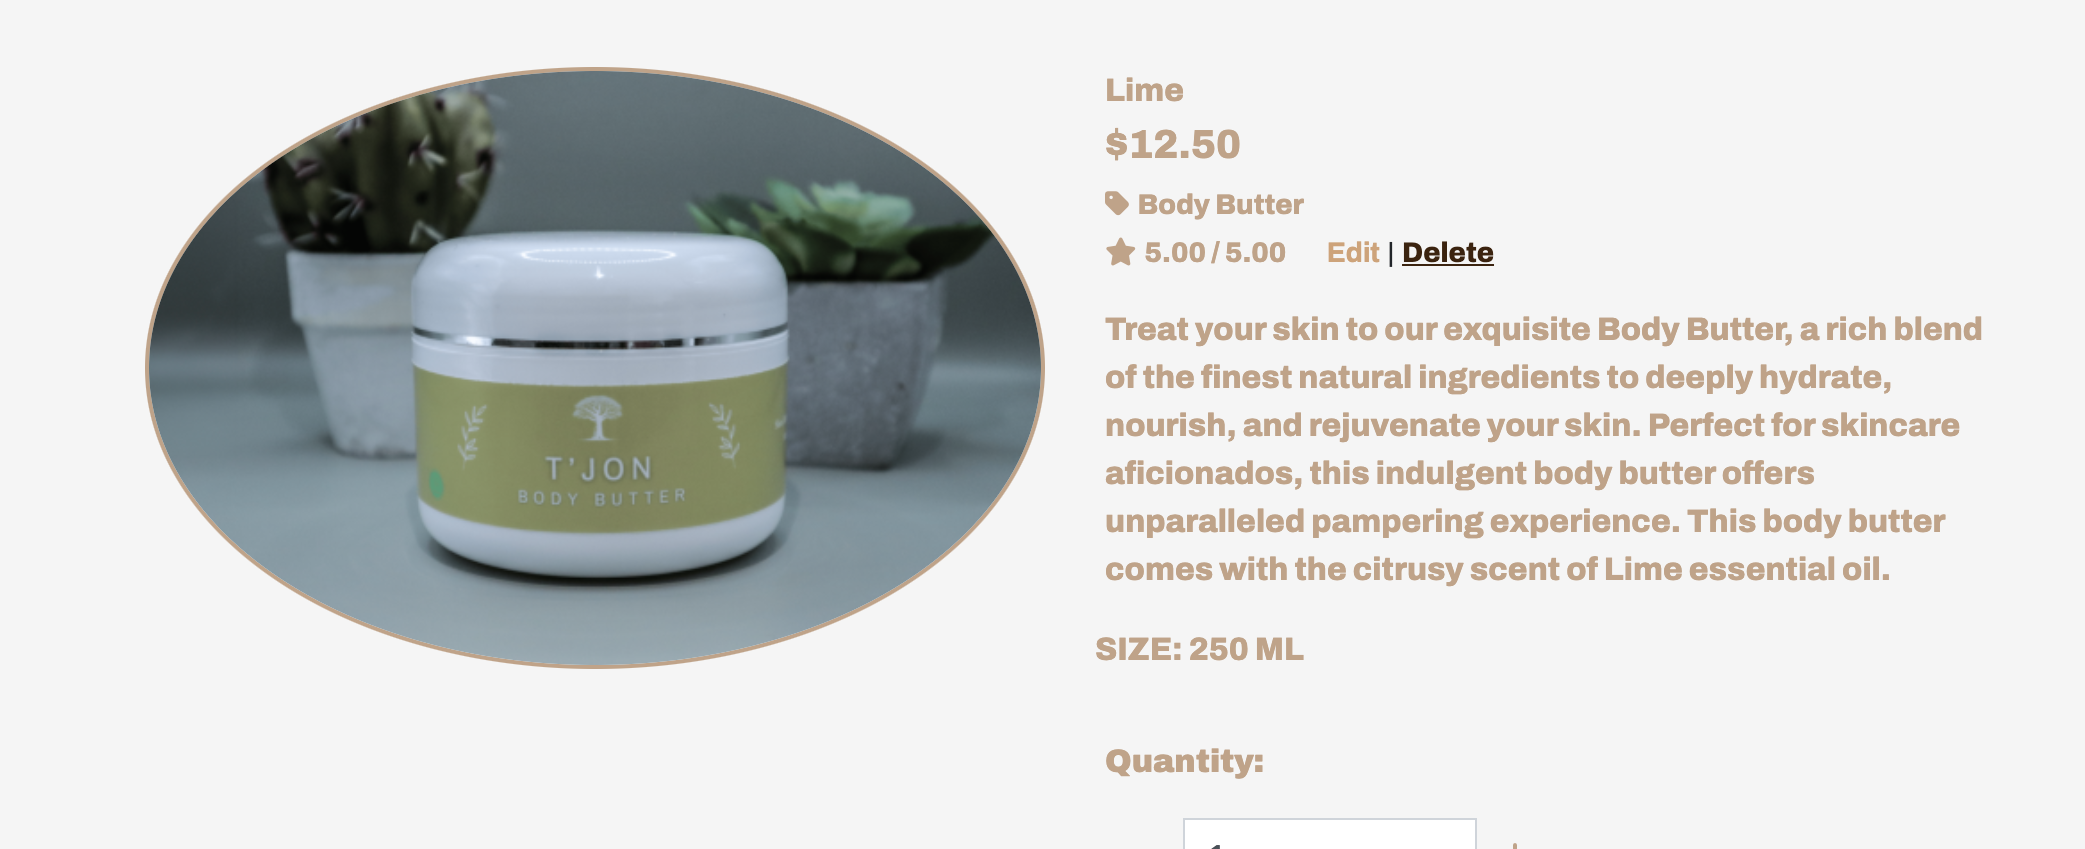 Lime
$12.50
Body Butter
5.00 / 5.00 Edit | Delete
Treat your skin to our exquisite Body Butter, a rich blend
of the finest natural ingredients to deeply hydrate,
nourish, and rejuvenate your skin. Perfect for skincare
aficionados, this indulgent body butter offers
unparalleled pampering experience. This body butter
comes with the citrusy scent of Lime essential oil.
SIZE: 250 ML
Quantity:
T'JON
BODY BUTTER